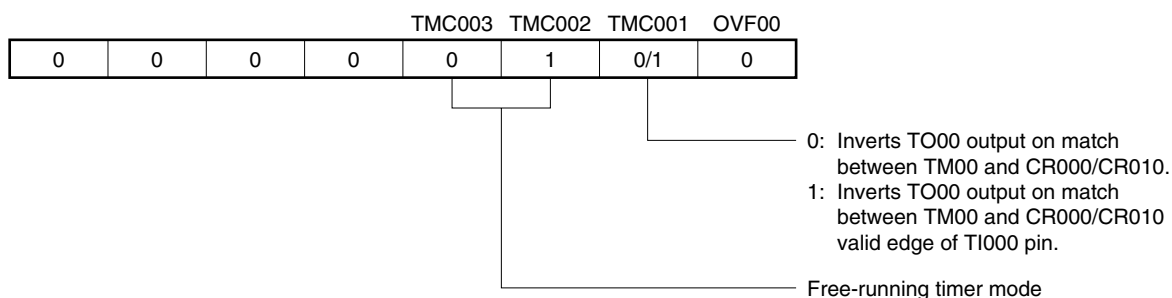 TMC003 TMC002 TMC001 OVF00
0 0 0 0 0 1 0/1 0
0: Inverts TO00 output on match
between TM00 and CR000/CR010.
1: Inverts TO00 output on match
between TM00 and CR000/CR010
valid edge of TI000 pin.
Free-running timer mode